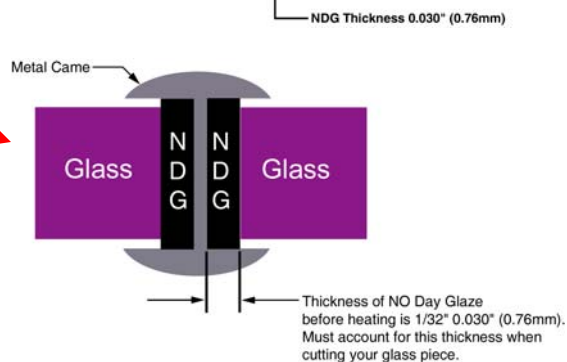 NDG Thickness 0.030" (0.76mm)
Metal Came
Glass
N
D
G
N
D
G
Glass
Thickness of NO Day Glaze
before heating is 1/32" 0.030" (0.76mm).
Must account for this thickness when
cutting your glass piece.